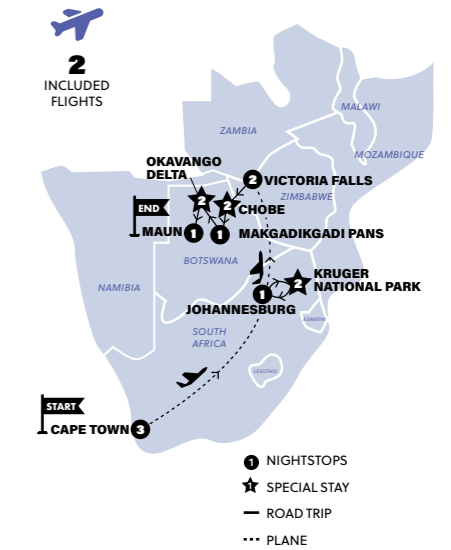 2
INCLUDED
FLIGHTS
MALAWI
ZAMBIA
MOZAMBIQUE
OKAVANGO
DELTA
2 VICTORIA FALLS
ZIMBABWE
2
2 CHOBE
END
MAUN 1
1 MAKGADIKGADI PANS
BOTSWANA
KRUGER
2 NATIONAL PARK
NAMIBIA
1
JOHANNESBURG
ESWATINI
SOUTH
AFRICA
LESOTHO
START
CAPE TOWN 3
1 NIGHTSTOPS
1 SPECIAL STAY
ROAD TRIP
PLANE